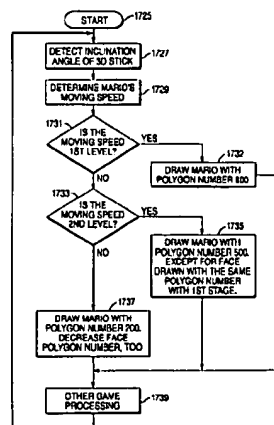 START
1725
DETECT INCLINATION
ANGLE OF 3D STICK
1727
DETERMINE MARIO'S
MOVING SPEED
1729
1731
IS THE
MOVING SPEED
1ST LEVEL?
YES
NO
1732
DRAW MARIO WITH
POLYGON NUMBER 800
1733
IS THE
MOVING SPEED
2ND LEVEL?
YES
NO
1735
DRAW MARIO WITH
POLYGON NUMBER 500.
EXCEPT FOR FACE
DRAWN WITH THE SAME
POLYGON NUMBER
WITH 1ST STAGE.
1737
DRAW MARIO WITH
POLYGON NUMBER 200.
DECREASE FACE
POLYGON NUMBER, TOO
OTHER GAME
PROCESSING
1739